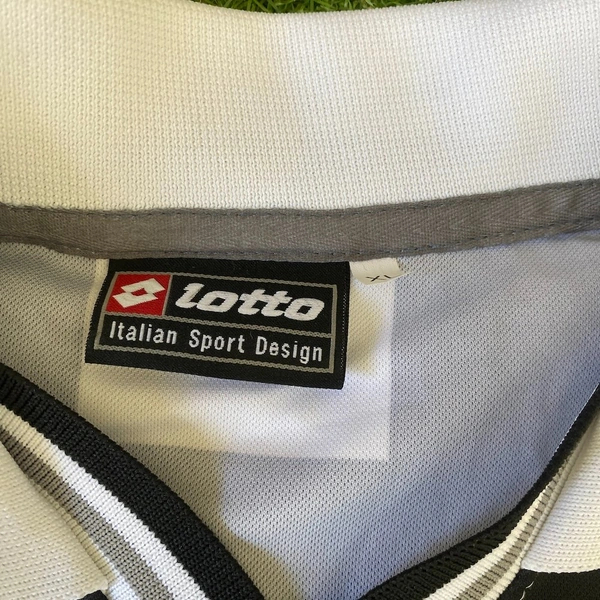 lotto
Italian Sport Design
XL